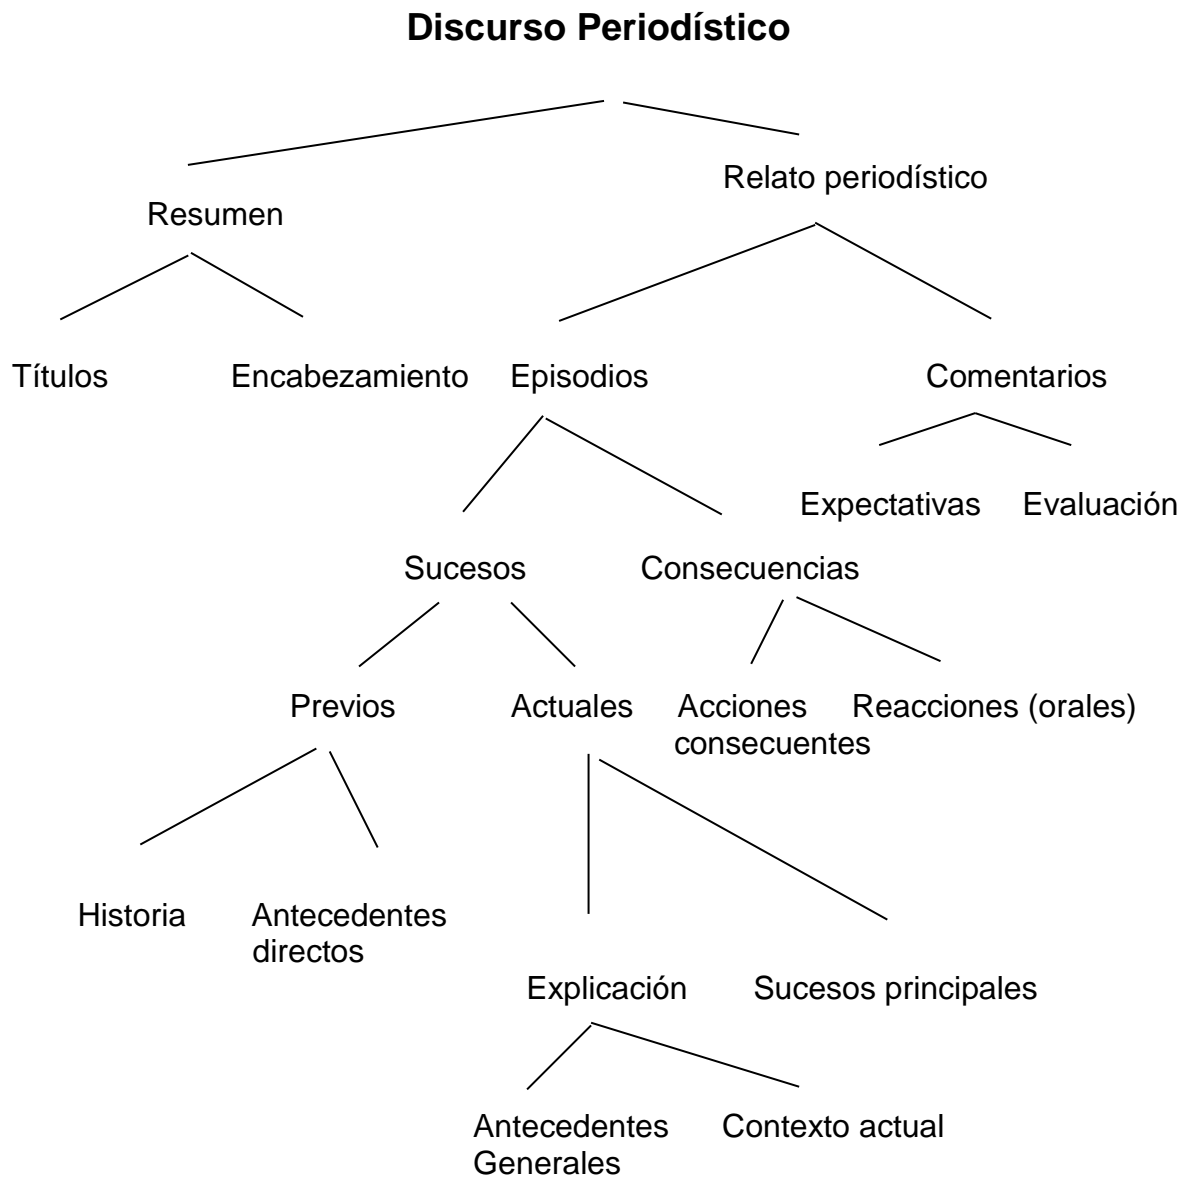 Discurso Periodístico
Relato periodístico
Resumen
Títulos
Encabezamiento
Episodios
Comentarios
Expectativas
Evaluación
Sucesos
Consecuencias
Previos
Actuales
Acciones
consecuentes
Reacciones (orales)
Historia
Antecedentes
directos
Explicación
Sucesos principales
Antecedentes
Generales
Contexto actual